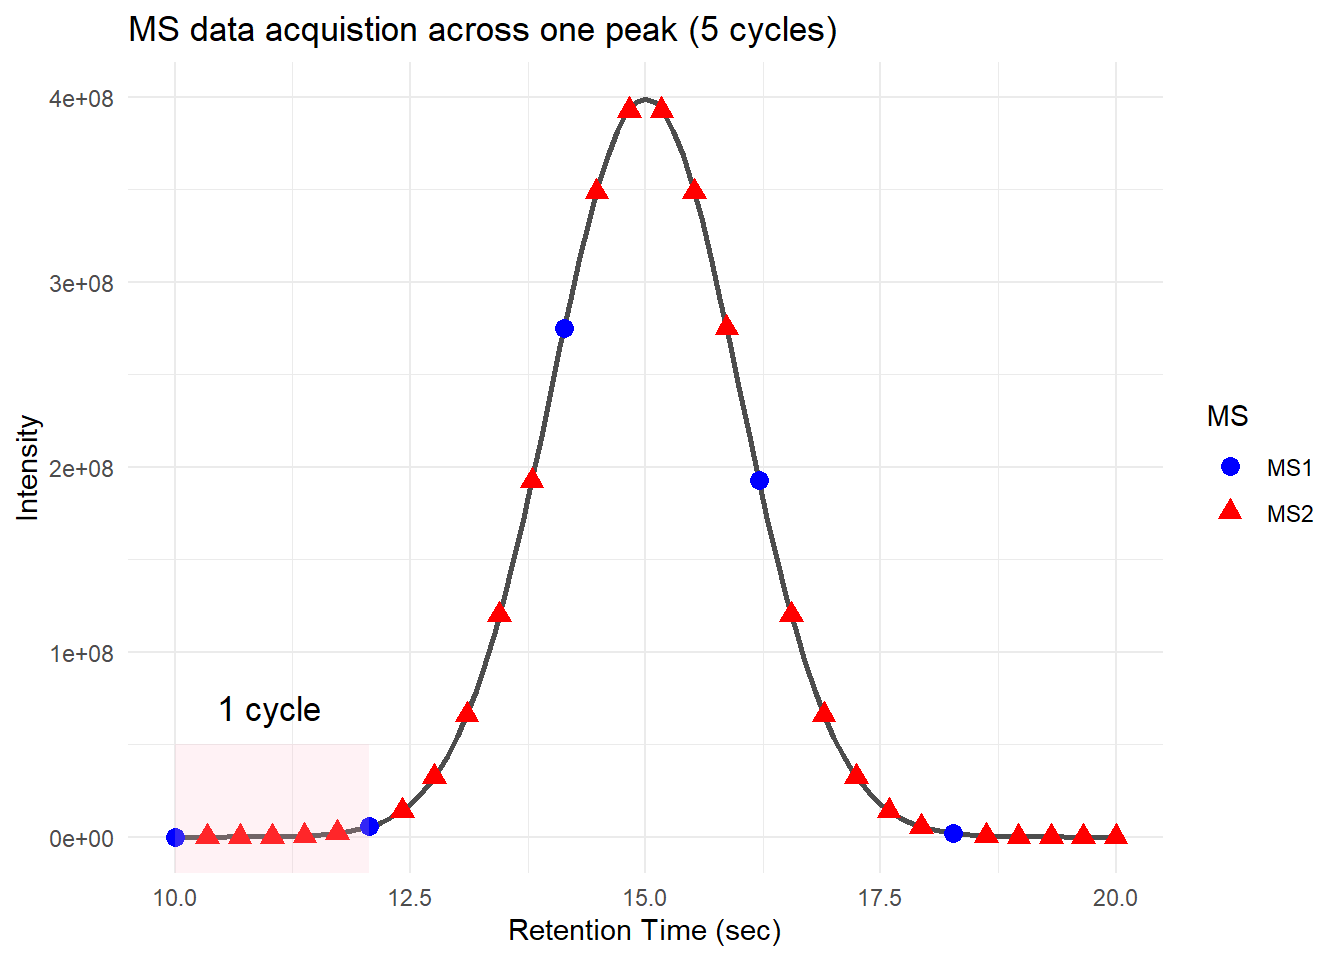 MS data acquistion across one peak (5 cycles)
4e+08
3e+08
2e+08
1e+08
0e+00
Intensity
1 cycle
10.0 12.5 15.0 17.5 20.0
Retention Time (sec)
MS
MS1
MS2